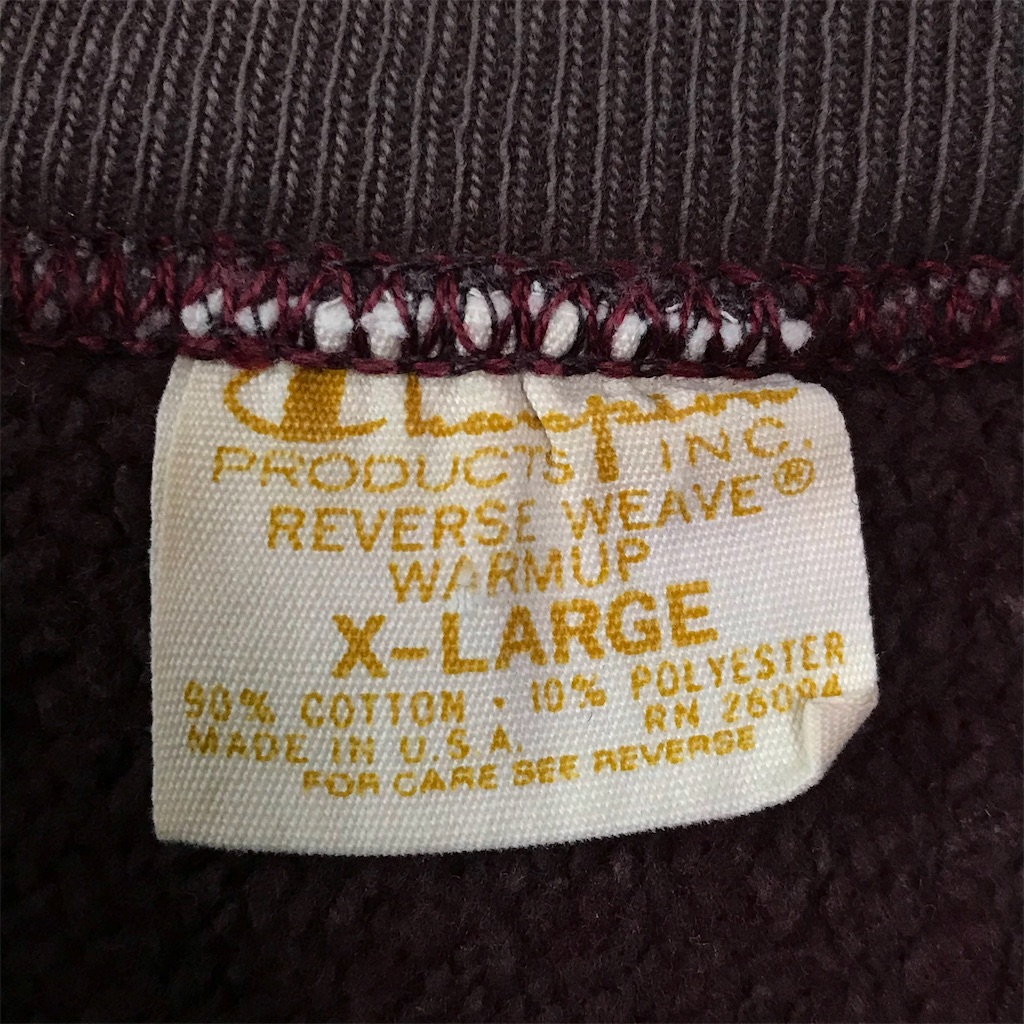 Champion
PRODUCTS INC.
REVERSE WEAVE®
WARMUP
X-LARGE
90% COTTON · 10% POLYESTER
MADE IN U.S.A. RN 26094
FOR CARE SEE REVERSE